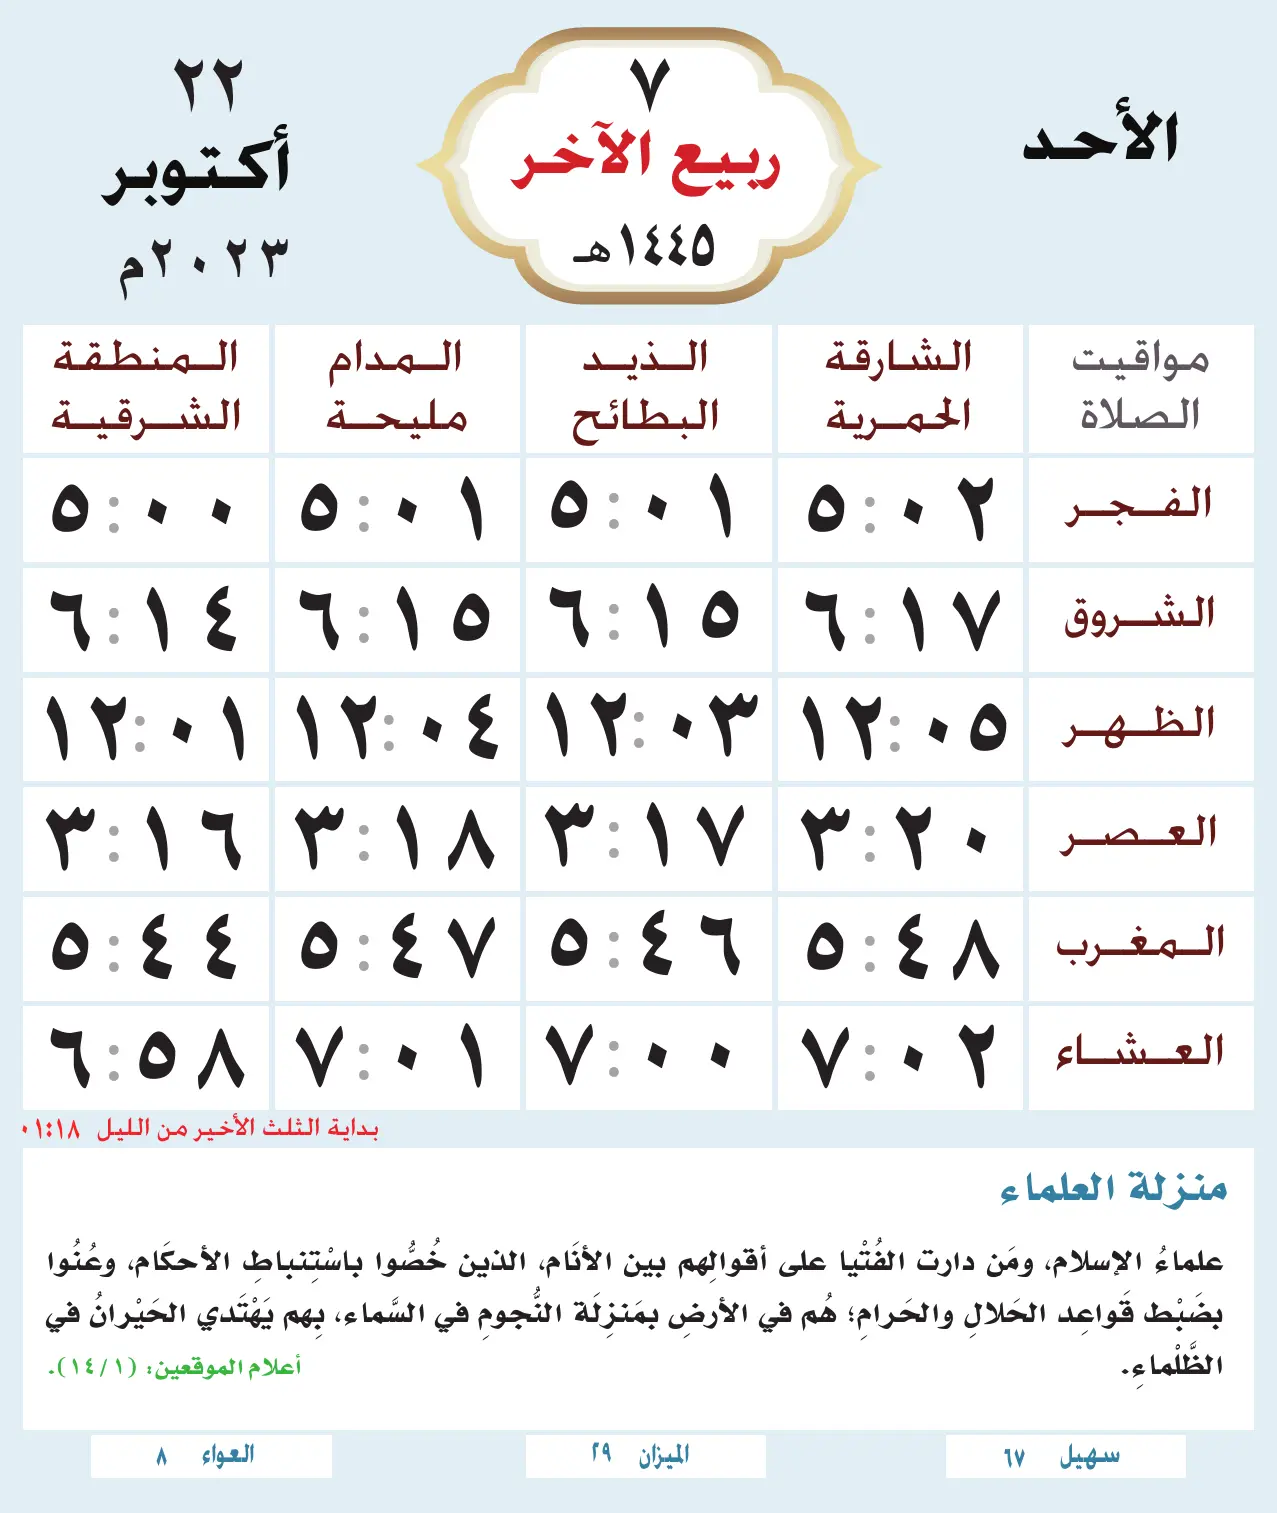 الأحد
٧
ربيع الآخر
١٤٤٥هـ
٢٢
أكتوبر
٢٠٢٣م
مواقيت الصلاة
الشارقة الحمرية
الذيد البطائح
المدام مليحة
المنطقة الشرقية
الفجر ٥:٠٢ ٥:٠١ ٥:٠١ ٥:٠٠
الشروق ٦:١٧ ٦:١٥ ٦:١٥ ٦:١٤
الظهر ١٢:٠٥ ١٢:٠٣ ١٢:٠٤ ١٢:٠١
العصر ٣:٢٠ ٣:١٧ ٣:١٨ ٣:١٦
المغرب ٥:٤٨ ٥:٤٦ ٥:٤٧ ٥:٤٤
العشاء ٧:٠٢ ٧:٠٠ ٧:٠١ ٦:٥٨
بداية الثلث الأخير من الليل ٠١:١٨
منزلة العلماء
علماءُ الإسلام، ومَن دارت الفُتْيا على أقوالِهم بين الأنَام، الذين خُصُّوا باسْتِنباطِ الأحكَام، وعُنُوا
بضَبْط قَواعِد الحَلالِ والحَرامِ؛ هُم في الأرضِ بمَنزِلَة النُّجومِ في السَّماء، بِهم يَهْتَدي الحَيْرانُ في
الظَّلْماءِ.
أعلام الموقعين: (١٤/١).
سهيل ٦٧
الميزان ٢٩
العواء ٨